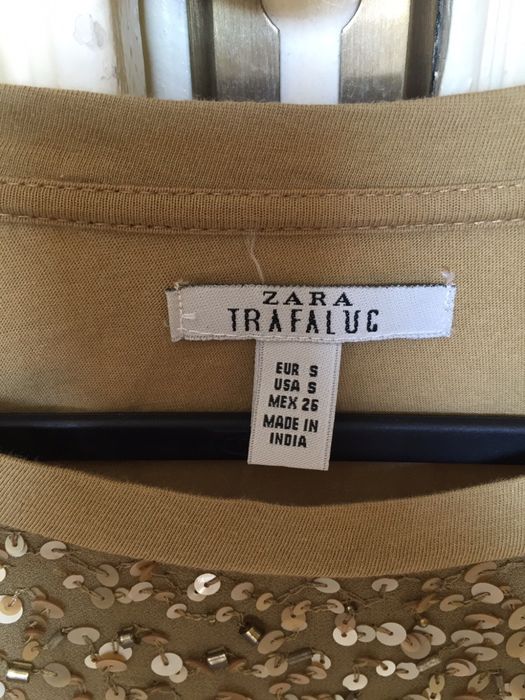 ZARA
TRAFALUC
EUR S
USA S
MEX 26
MADE IN
INDIA